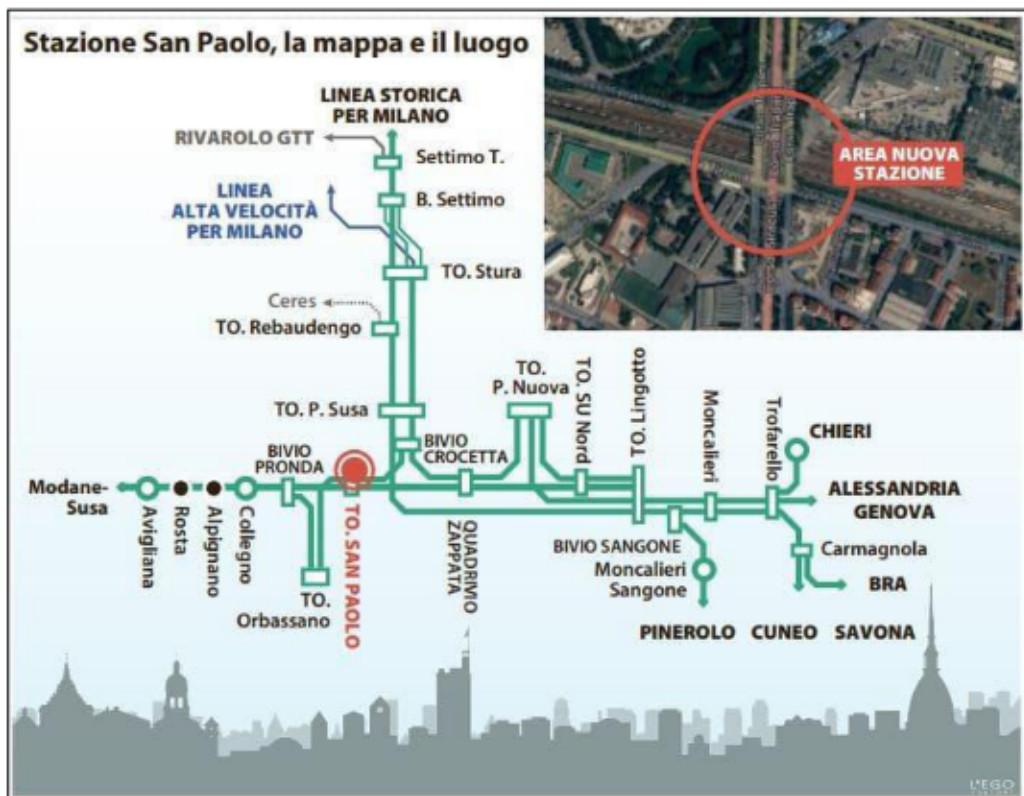 Stazione San Paolo, la mappa e il luogo
LINEA STORICA
PER MILANO
RIVAROLO GTT
Settimo T.
LINEA
ALTA VELOCITÀ
PER MILANO
B. Settimo
TO. Stura
Ceres
TO. Rebaudengo
AREA NUOVA
STAZIONE
TO. P. Susa
TO.
P. Nuova
TO. SU Nord
TO. Lingotto
Moncalieri
Trofarello
CHIERI
BIVIO
CROCETTA
BIVIO
PRONDA
Modane-
Susa
ALESSANDRIA
GENOVA
Avigliana
Rosta
Alpignano
Collegno
TO.
Orbassano
TO. SAN PAOLO
QUADRIVIO
ZAPPATA
BIVIO SANGONE
Moncalieri
Sangone
Carmagnola
BRA
PINEROLO
CUNEO
SAVONA
L'EGO